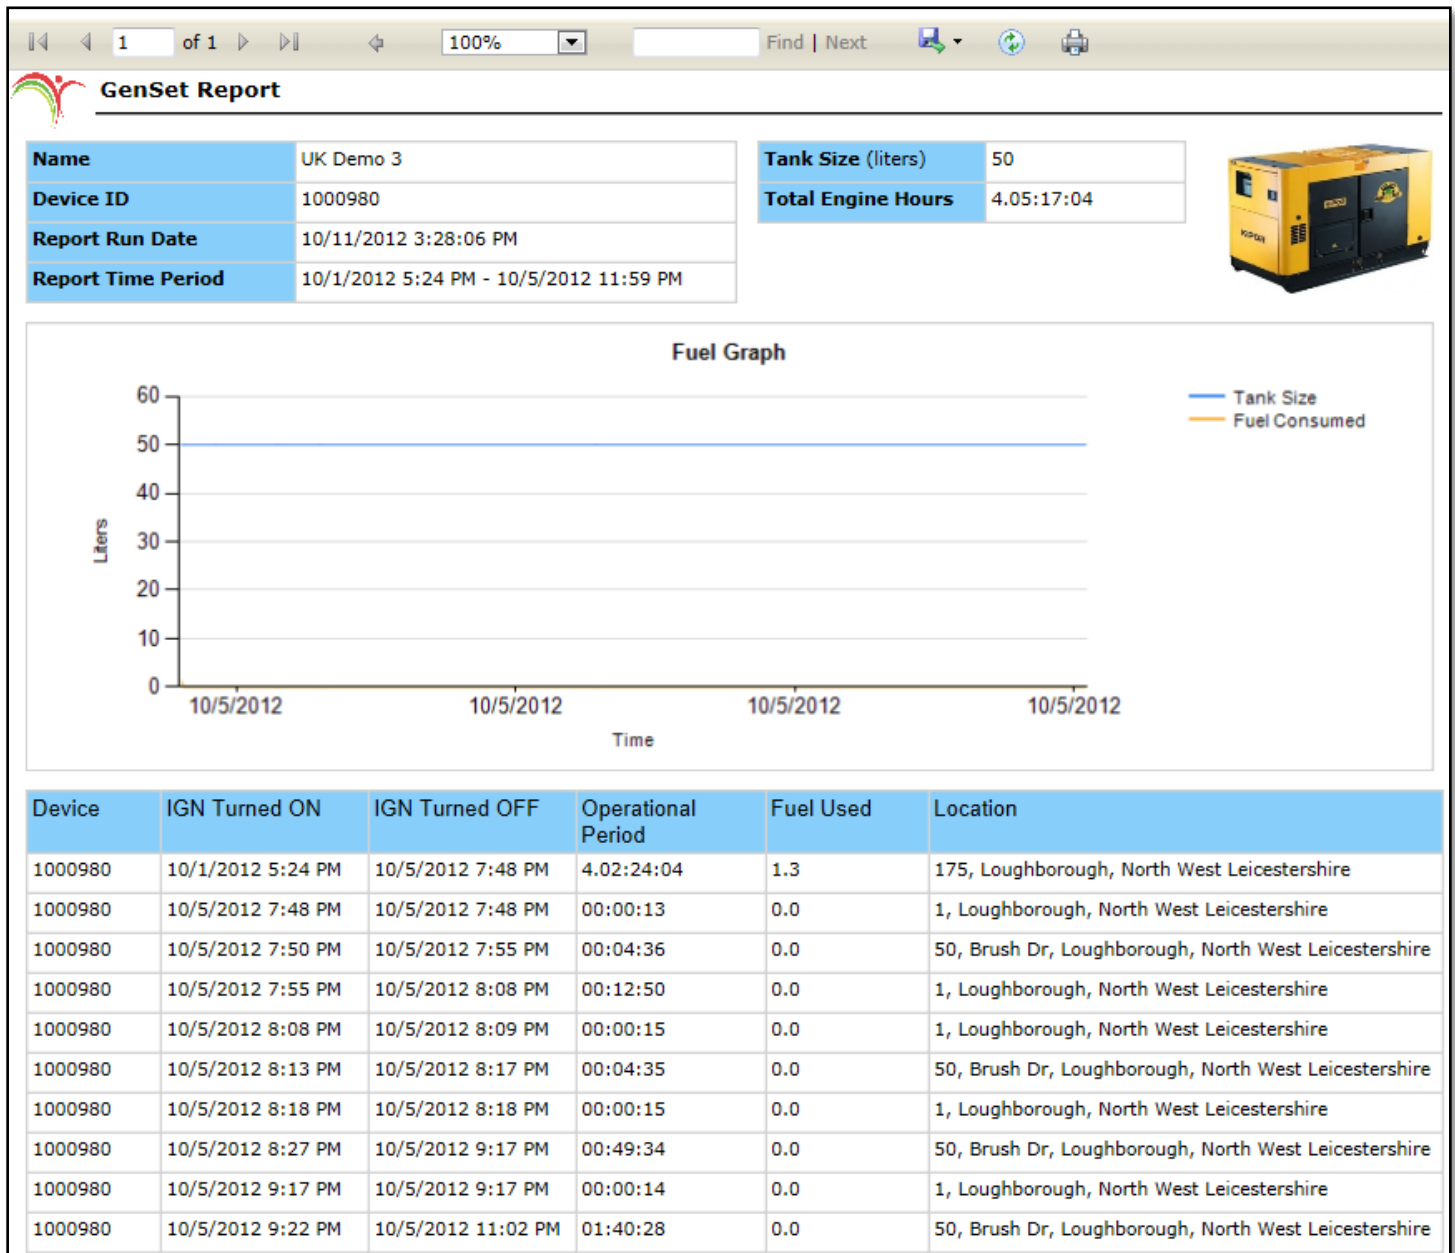 1 of 1 100% Find | Next
GenSet Report
Name UK Demo 3 Tank Size (liters) 50
Device ID 1000980 Total Engine Hours 4.05:17:04
Report Run Date 10/11/2012 3:28:06 PM
Report Time Period 10/1/2012 5:24 PM - 10/5/2012 11:59 PM
KIPOR
Fuel Graph
60
50
40
30
20
10
0
Liters
Tank Size
Fuel Consumed
10/5/2012 10/5/2012 10/5/2012 10/5/2012
Time
Device IGN Turned ON IGN Turned OFF Operational Period Fuel Used Location
1000980 10/1/2012 5:24 PM 10/5/2012 7:48 PM 4.02:24:04 1.3 175, Loughborough, North West Leicestershire
1000980 10/5/2012 7:48 PM 10/5/2012 7:48 PM 00:00:13 0.0 1, Loughborough, North West Leicestershire
1000980 10/5/2012 7:50 PM 10/5/2012 7:55 PM 00:04:36 0.0 50, Brush Dr, Loughborough, North West Leicestershire
1000980 10/5/2012 7:55 PM 10/5/2012 8:08 PM 00:12:50 0.0 1, Loughborough, North West Leicestershire
1000980 10/5/2012 8:08 PM 10/5/2012 8:09 PM 00:00:15 0.0 1, Loughborough, North West Leicestershire
1000980 10/5/2012 8:13 PM 10/5/2012 8:17 PM 00:04:35 0.0 50, Brush Dr, Loughborough, North West Leicestershire
1000980 10/5/2012 8:18 PM 10/5/2012 8:18 PM 00:00:15 0.0 1, Loughborough, North West Leicestershire
1000980 10/5/2012 8:27 PM 10/5/2012 9:17 PM 00:49:34 0.0 50, Brush Dr, Loughborough, North West Leicestershire
1000980 10/5/2012 9:17 PM 10/5/2012 9:17 PM 00:00:14 0.0 1, Loughborough, North West Leicestershire
1000980 10/5/2012 9:22 PM 10/5/2012 11:02 PM 01:40:28 0.0 50, Brush Dr, Loughborough, North West Leicestershire